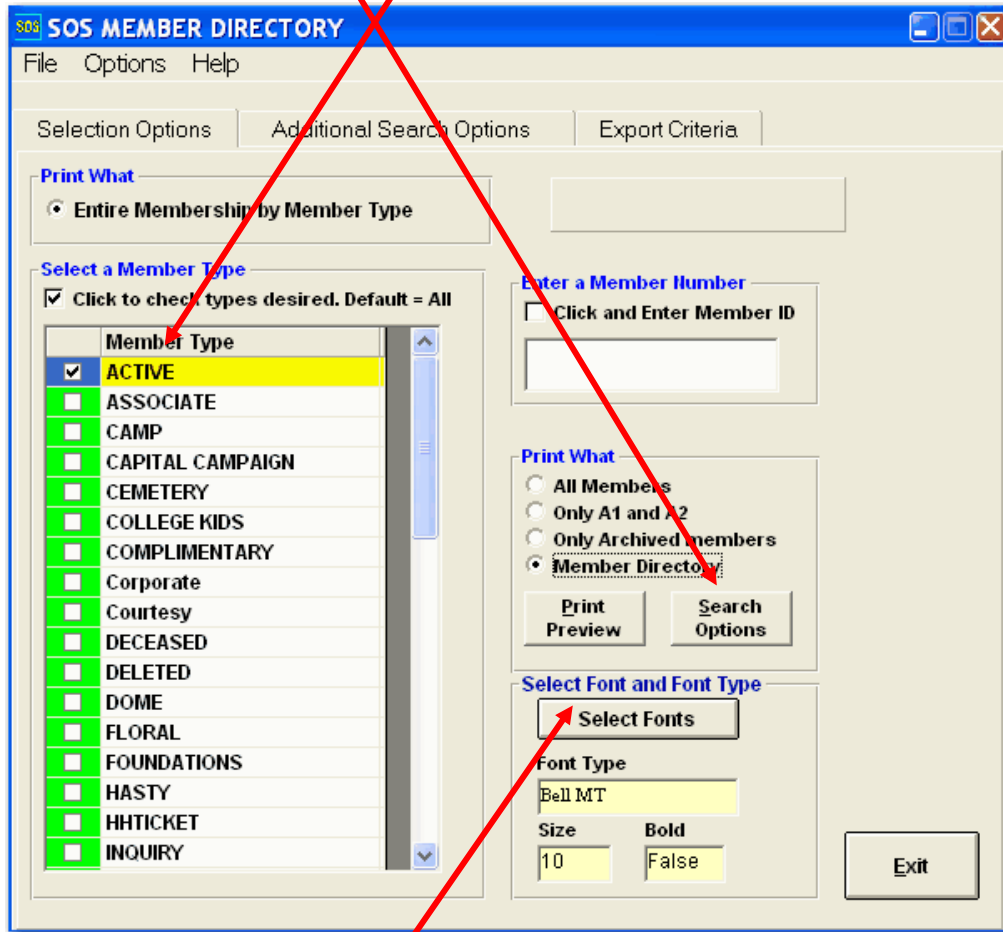 SOS SOS MEMBER DIRECTORY
File Options Help
Selection Options Additional Search Options Export Criteria
Print What
Entire Membership by Member Type
Select a Member Type
Click to check types desired. Default = All
Member Type
ACTIVE
ASSOCIATE
CAMP
CAPITAL CAMPAIGN
CEMETERY
COLLEGE KIDS
COMPLIMENTARY
Corporate
Courtesy
DECEASED
DELETED
DOME
FLORAL
FOUNDATIONS
HASTY
HHTICKET
INQUIRY
Enter a Member Number
Click and Enter Member ID
Print What
All Members
Only A1 and A2
Only Archived members
Member Directory
Print Preview
Search Options
Select Font and Font Type
Select Fonts
Font Type
Bell MT
Size Bold
10 False
Exit